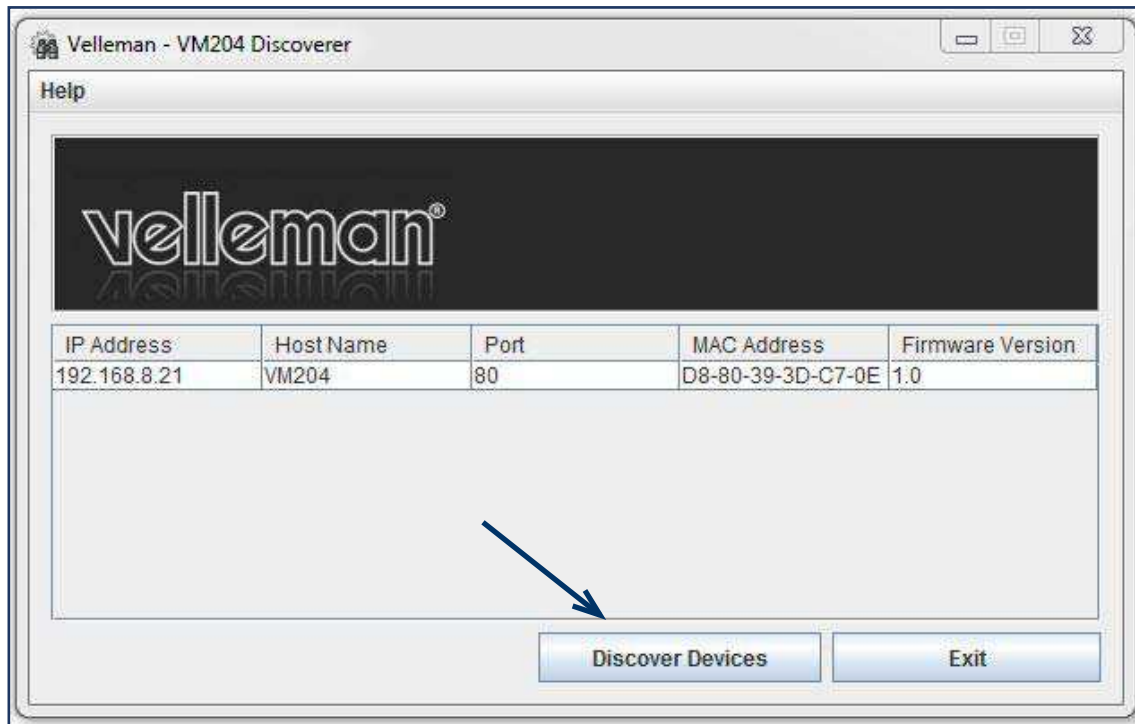 Velleman - VM204 Discoverer
Help
velleman®
IP Address Host Name Port MAC Address Firmware Version
192.168.8.21 VM204 80 D8-80-39-3D-C7-0E 1.0
Discover Devices Exit